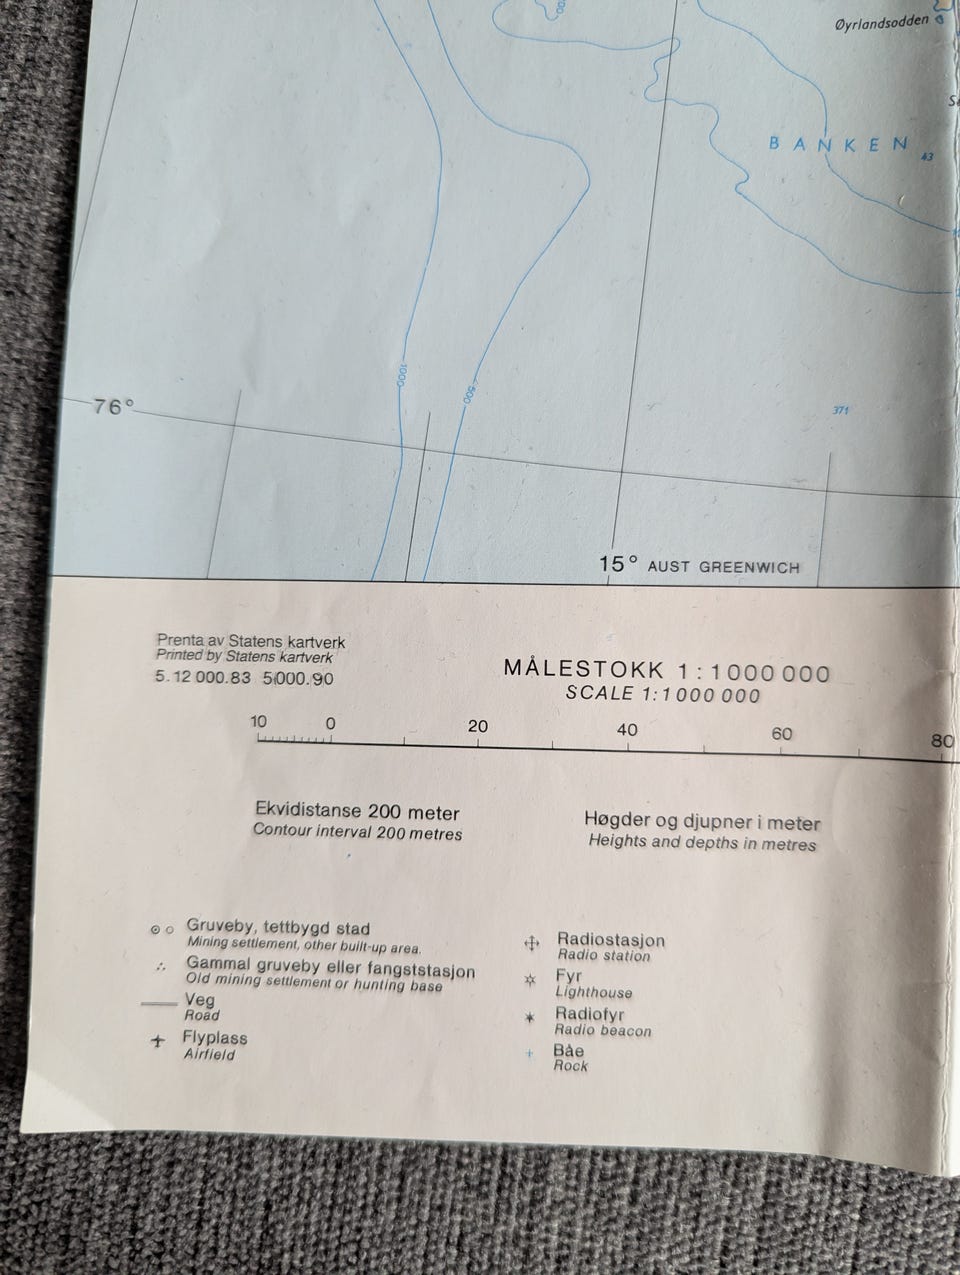 Øyrlandsodden
BANKEN
43
1000
500
371
76°
15° AUST GREENWICH
Prenta av Statens kartverk
Printed by Statens kartverk
5.12 000.83 5000.90
MÅLESTOKK 1:1000 000
SCALE 1:1 000 000
10 0 20 40 60 80
Ekvidistanse 200 meter
Contour interval 200 metres
Høgder og djupner i meter
Heights and depths in metres
Gruveby, tettbygd stad
Mining settlement, other built-up area.
Gammal gruveby eller fangststasjon
Old mining settlement or hunting base
Veg
Road
Flyplass
Airfield
Radiostasjon
Radio station
Fyr
Lighthouse
Radiofyr
Radio beacon
Båe
Rock